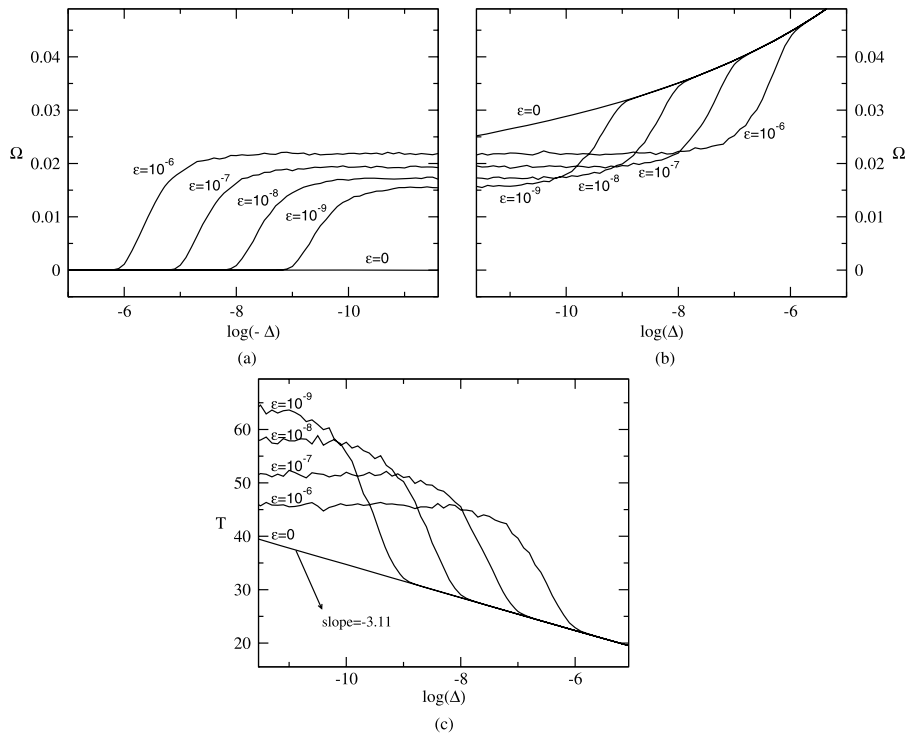 0.04
0.03
Ω
0.02
0.01
0
ε=10⁻⁶
ε=10⁻⁷
ε=10⁻⁸
ε=10⁻⁹
ε=0
-6
-8
-10
log(- Δ)
(a)
0.04
0.03
0.02
Ω
0.01
0
ε=0
ε=10⁻⁶
ε=10⁻⁷
ε=10⁻⁸
ε=10⁻⁹
-10
-8
-6
log(Δ)
(b)
60
50
T
40
30
20
ε=10⁻⁹
ε=10⁻⁸
ε=10⁻⁷
ε=10⁻⁶
ε=0
slope=-3.11
-10
-8
-6
log(Δ)
(c)